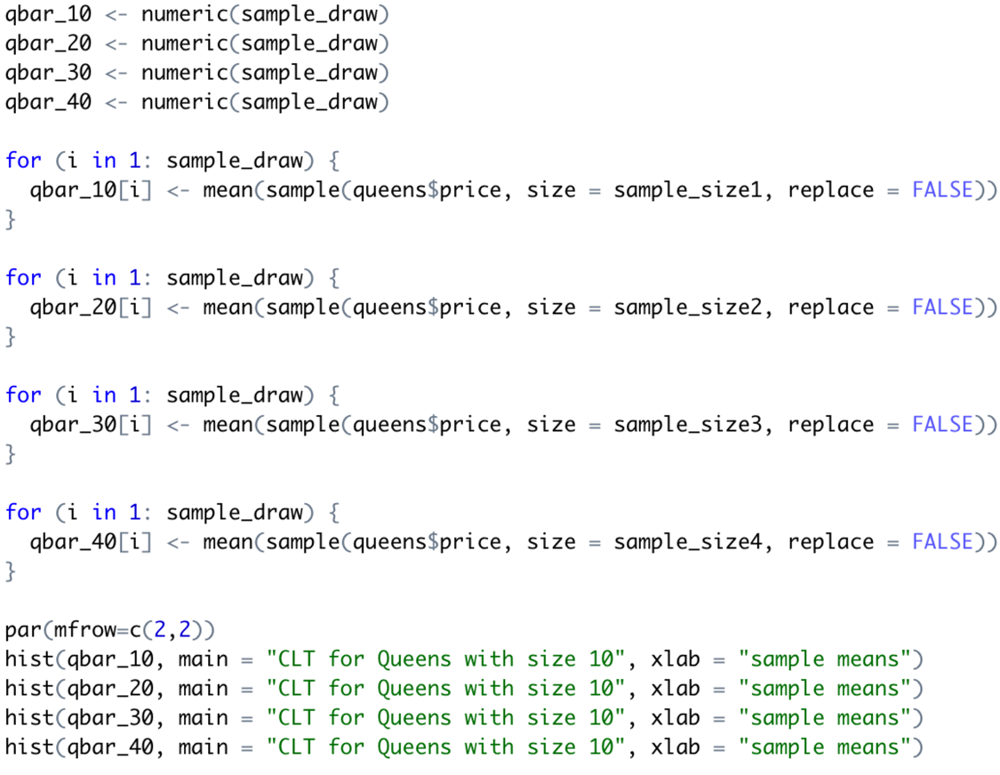 qbar_10 <- numeric(sample_draw)
qbar_20 <- numeric(sample_draw)
qbar_30 <- numeric(sample_draw)
qbar_40 <- numeric(sample_draw)

for (i in 1: sample_draw) {
  qbar_10[i] <- mean(sample(queens$price, size = sample_size1, replace = FALSE))
}

for (i in 1: sample_draw) {
  qbar_20[i] <- mean(sample(queens$price, size = sample_size2, replace = FALSE))
}

for (i in 1: sample_draw) {
  qbar_30[i] <- mean(sample(queens$price, size = sample_size3, replace = FALSE))
}

for (i in 1: sample_draw) {
  qbar_40[i] <- mean(sample(queens$price, size = sample_size4, replace = FALSE))
}

par(mfrow=c(2,2))
hist(qbar_10, main = "CLT for Queens with size 10", xlab = "sample means")
hist(qbar_20, main = "CLT for Queens with size 10", xlab = "sample means")
hist(qbar_30, main = "CLT for Queens with size 10", xlab = "sample means")
hist(qbar_40, main = "CLT for Queens with size 10", xlab = "sample means")